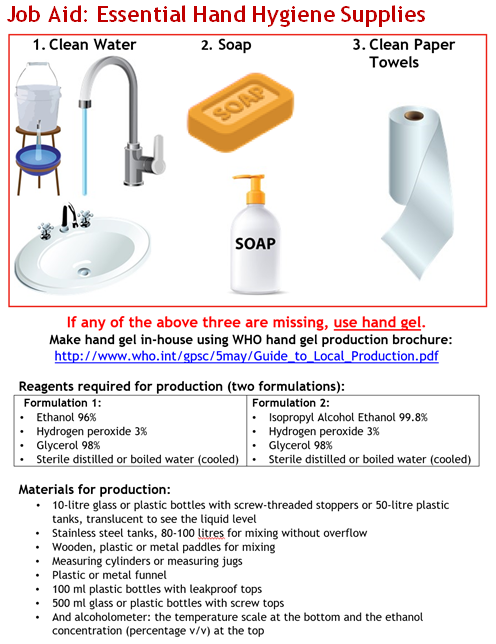 Job Aid: Essential Hand Hygiene Supplies
1. Clean Water
2. Soap
3. Clean Paper
Towels
SOAP
SOAP
If any of the above three are missing, use hand gel.
Make hand gel in-house using WHO hand gel production brochure:
http://www.who.int/gpsc/5may/Guide_to_Local_Production.pdf
Reagents required for production (two formulations):
Formulation 1:
• Ethanol 96%
• Hydrogen peroxide 3%
• Glycerol 98%
• Sterile distilled or boiled water (cooled)
Formulation 2:
• Isopropyl Alcohol Ethanol 99.8%
• Hydrogen peroxide 3%
• Glycerol 98%
• Sterile distilled or boiled water (cooled)
Materials for production:
• 10-litre glass or plastic bottles with screw-threaded stoppers or 50-litre plastic
tanks, translucent to see the liquid level
• Stainless steel tanks, 80-100 litres for mixing without overflow
• Wooden, plastic or metal paddles for mixing
• Measuring cylinders or measuring jugs
• Plastic or metal funnel
• 100 ml plastic bottles with leakproof tops
• 500 ml glass or plastic bottles with screw tops
• And alcoholometer: the temperature scale at the bottom and the ethanol
concentration (percentage v/v) at the top